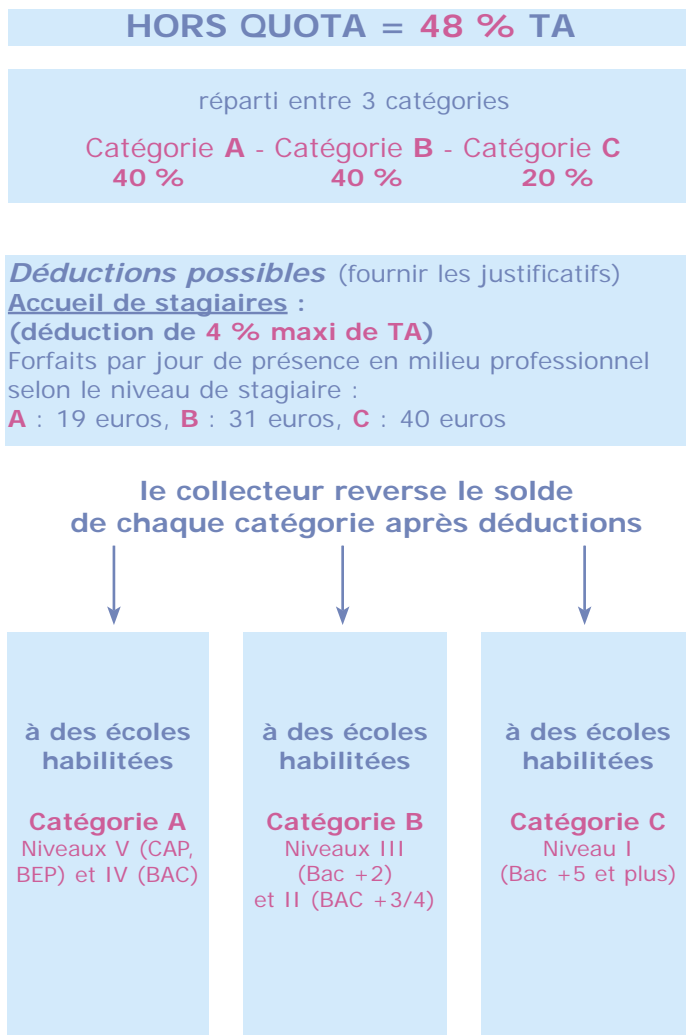 HORS QUOTA = 48 % TA
réparti entre 3 catégories
Catégorie A - Catégorie B - Catégorie C
40 % 40 % 20 %
Déductions possibles (fournir les justificatifs)
Accueil de stagiaires :
(déduction de 4 % maxi de TA)
Forfaits par jour de présence en milieu professionnel
selon le niveau de stagiaire :
A : 19 euros, B : 31 euros, C : 40 euros
le collecteur reverse le solde
de chaque catégorie après déductions
à des écoles
habilitées
Catégorie A
Niveaux V (CAP,
BEP) et IV (BAC)
à des écoles
habilitées
Catégorie B
Niveaux III
(Bac +2)
et II (BAC +3/4)
à des écoles
habilitées
Catégorie C
Niveau I
(Bac +5 et plus)